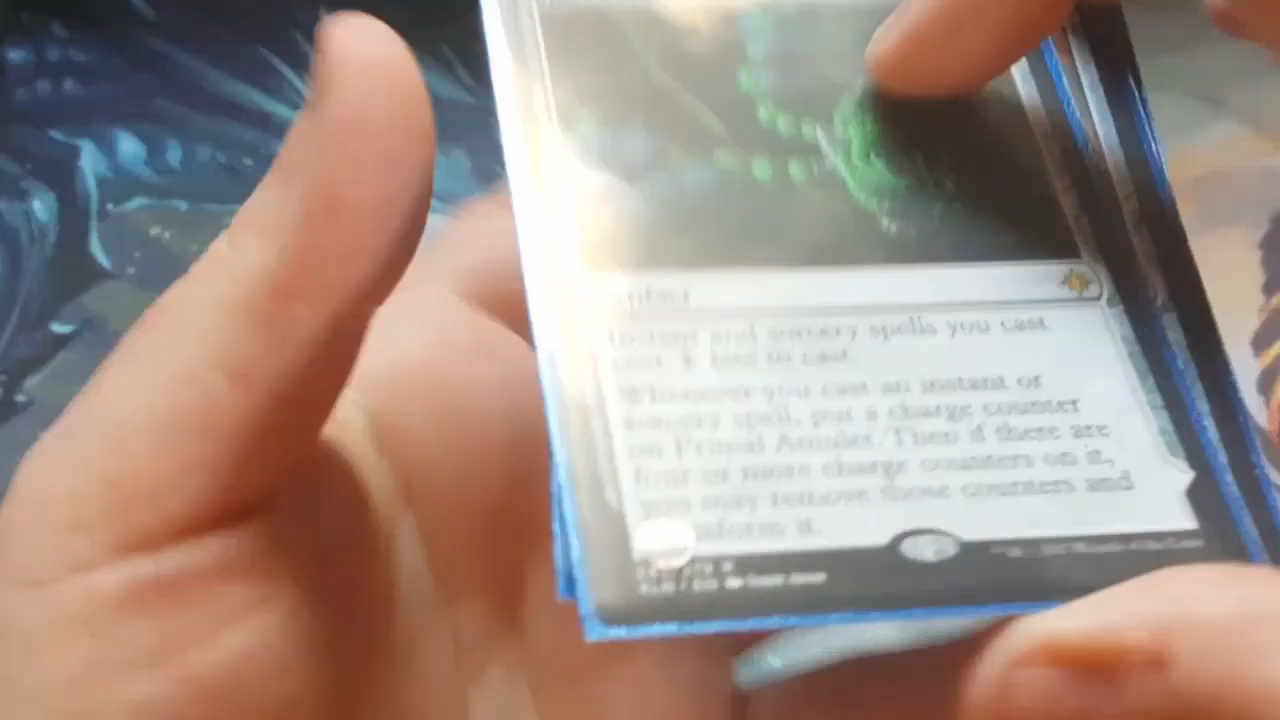 Instant and sorcery spells you cast
cost 1 less to cast.
Whenever you cast an instant or
sorcery spell, put a charge counter
on Primal Amulet. Then if there are
four or more charge counters on it,
you may remove those counters and